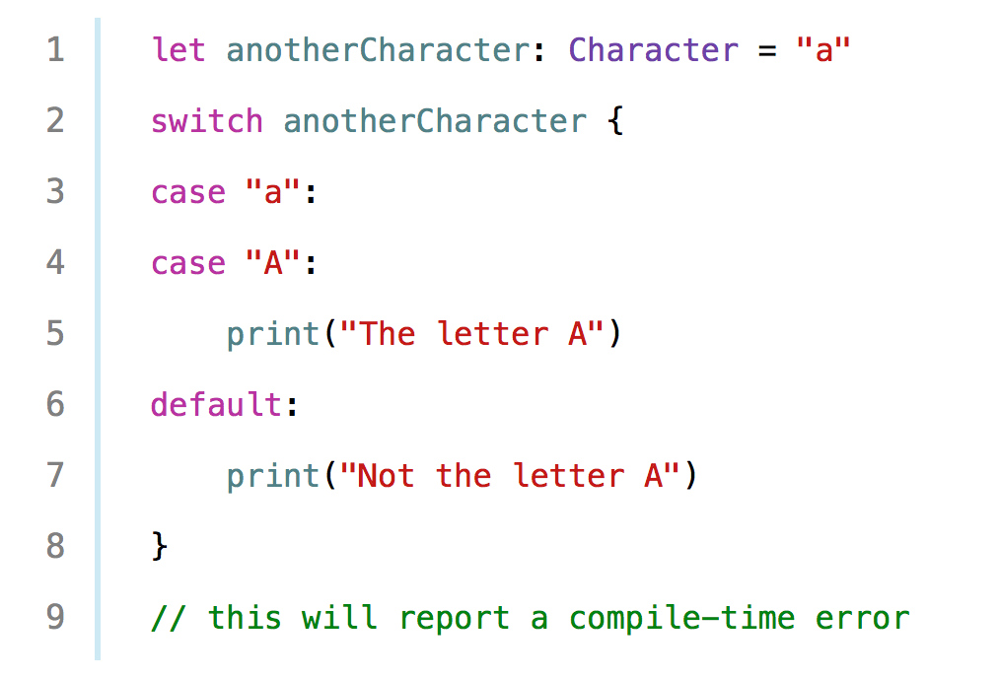 1 let anotherCharacter: Character = "a"
2 switch anotherCharacter {
3 case "a":
4 case "A":
5     print("The letter A")
6 default:
7     print("Not the letter A")
8 }
9 // this will report a compile-time error